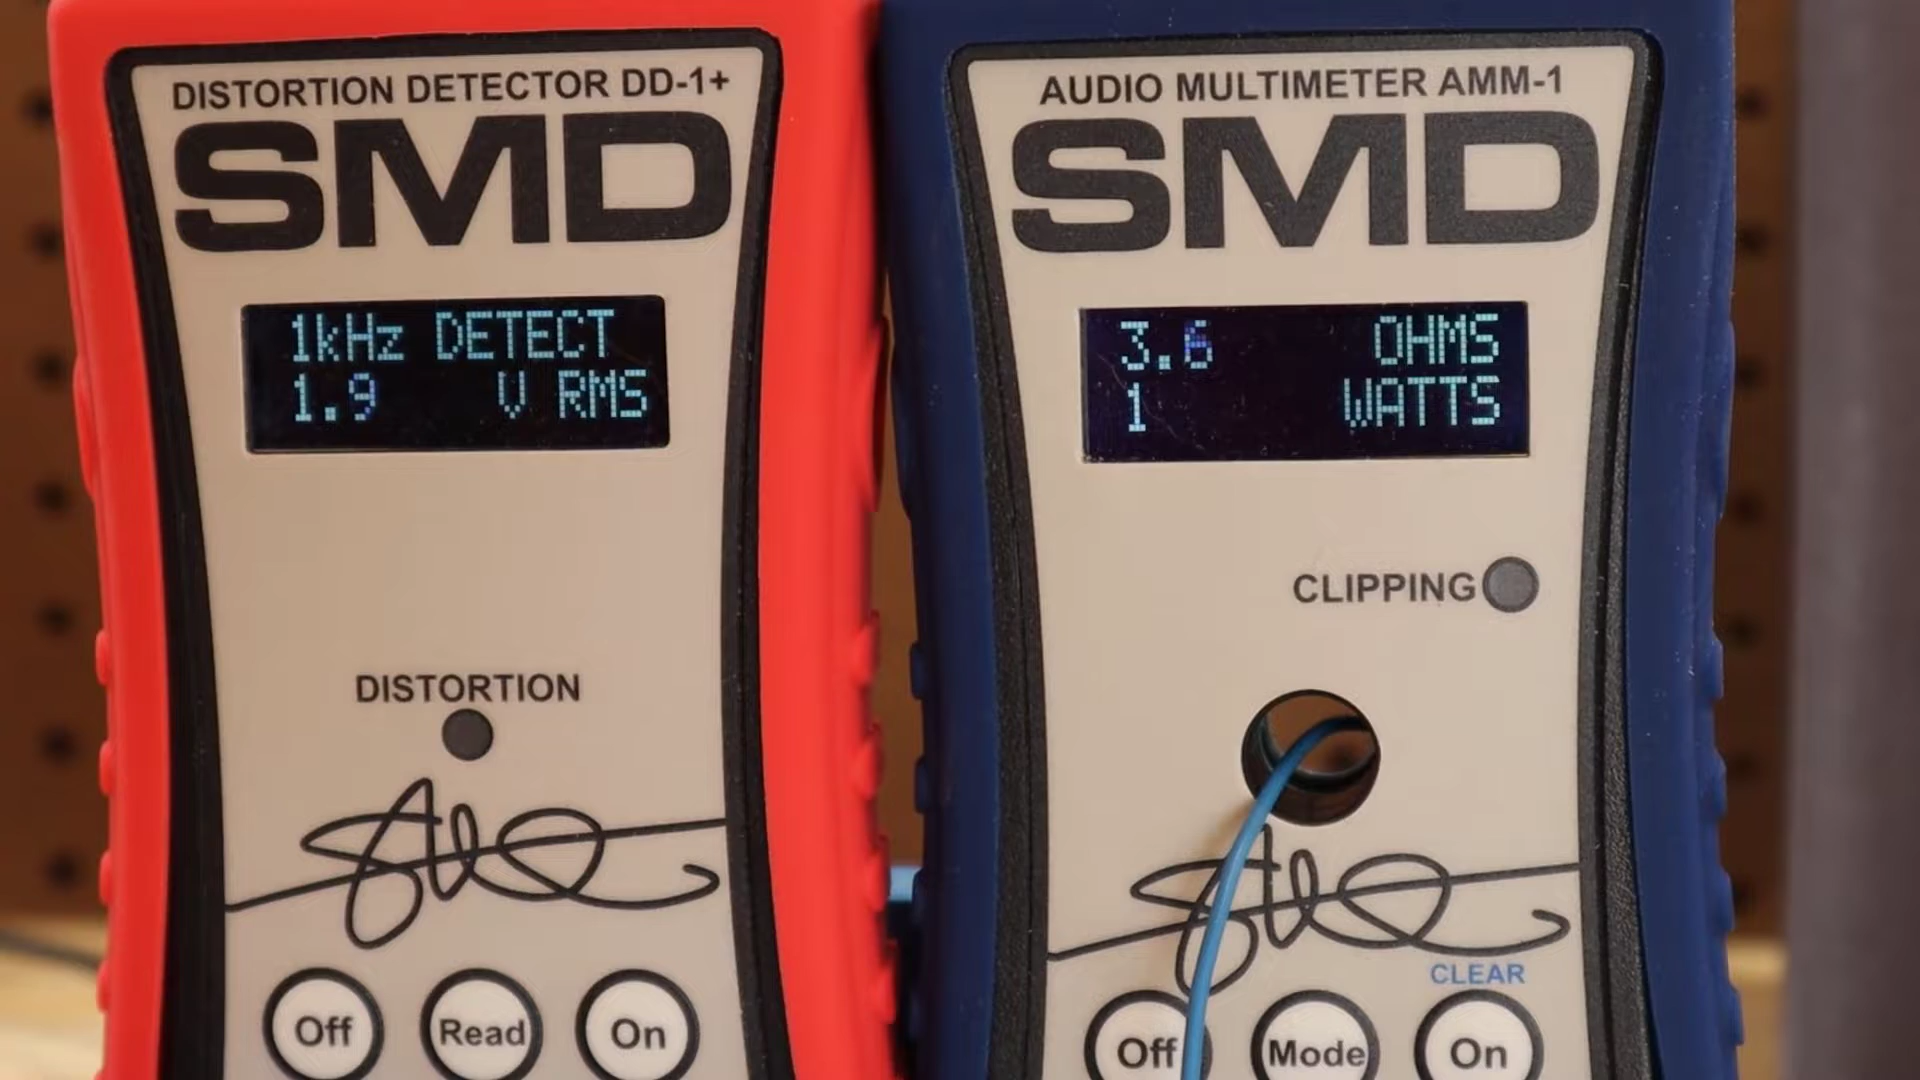 DISTORTION DETECTOR DD-1+
SMD
1kHz DETECT
1.9 V RMS
DISTORTION
Off
Read
On
AUDIO MULTIMETER AMM-1
SMD
3.6 OHMS
1 WATTS
CLIPPING
CLEAR
Off
Mode
On